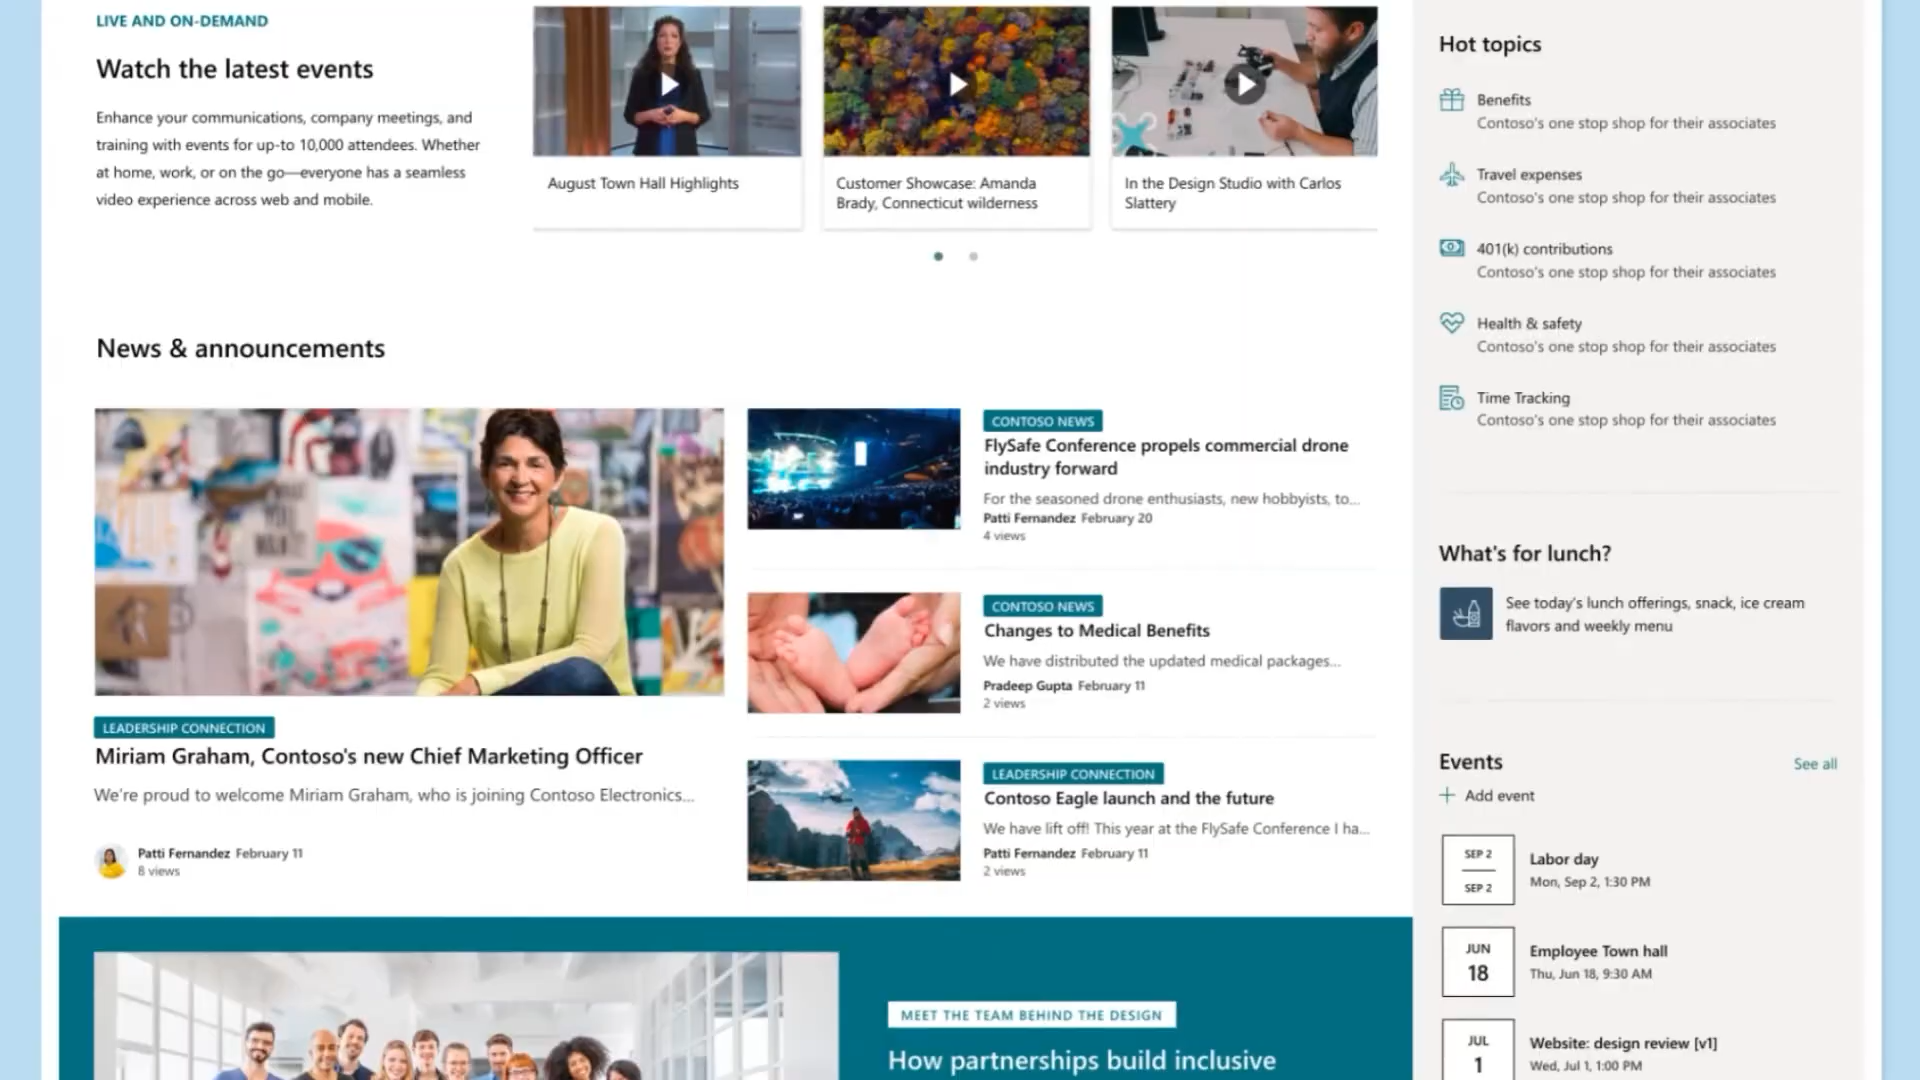 LIVE AND ON-DEMAND
Watch the latest events
Enhance your communications, company meetings, and
training with events for up-to 10,000 attendees. Whether
at home, work, or on the go—everyone has a seamless
video experience across web and mobile.
August Town Hall Highlights
Customer Showcase: Amanda
Brady, Connecticut wilderness
In the Design Studio with Carlos
Slattery
News & announcements
LEADERSHIP CONNECTION
Miriam Graham, Contoso's new Chief Marketing Officer
We're proud to welcome Miriam Graham, who is joining Contoso Electronics...
Patti Fernandez February 11
8 views
CONTOSO NEWS
FlySafe Conference propels commercial drone
industry forward
For the seasoned drone enthusiasts, new hobbyists, to...
Patti Fernandez February 20
4 views
CONTOSO NEWS
Changes to Medical Benefits
We have distributed the updated medical packages...
Pradeep Gupta February 11
2 views
LEADERSHIP CONNECTION
Contoso Eagle launch and the future
We have lift off! This year at the FlySafe Conference I ha...
Patti Fernandez February 11
2 views
MEET THE TEAM BEHIND THE DESIGN
How partnerships build inclusive
Hot topics
Benefits
Contoso's one stop shop for their associates
Travel expenses
Contoso's one stop shop for their associates
401(k) contributions
Contoso's one stop shop for their associates
Health & safety
Contoso's one stop shop for their associates
Time Tracking
Contoso's one stop shop for their associates
What's for lunch?
See today's lunch offerings, snack, ice cream
flavors and weekly menu
Events
See all
Add event
SEP 2
SEP 2
Labor day
Mon, Sep 2, 1:30 PM
JUN
18
Employee Town hall
Thu, Jun 18, 9:30 AM
JUL
1
Website: design review [v1]
Wed, Jul 1, 1:00 PM